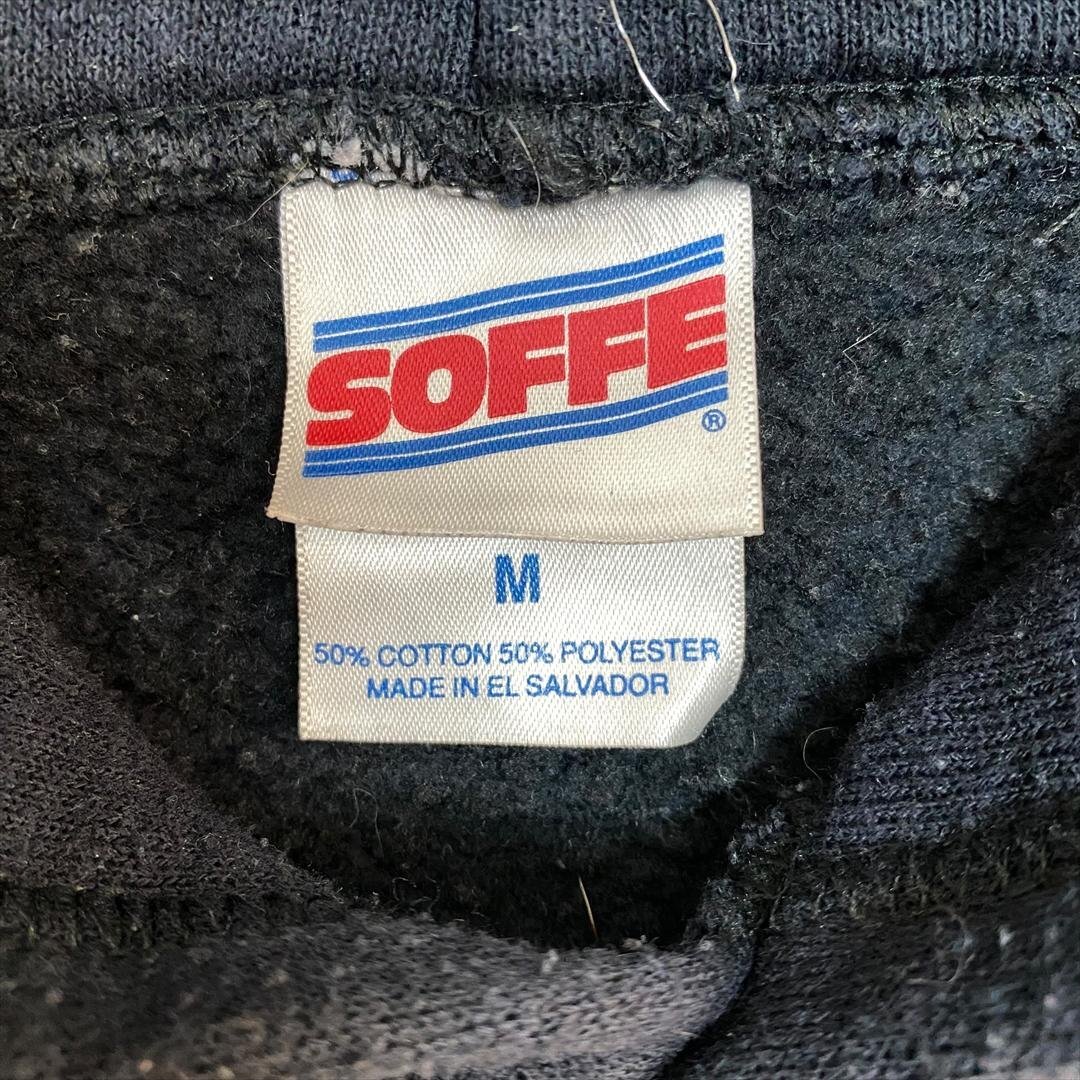 SOFFE
®
M
50% COTTON 50% POLYESTER
MADE IN EL SALVADOR